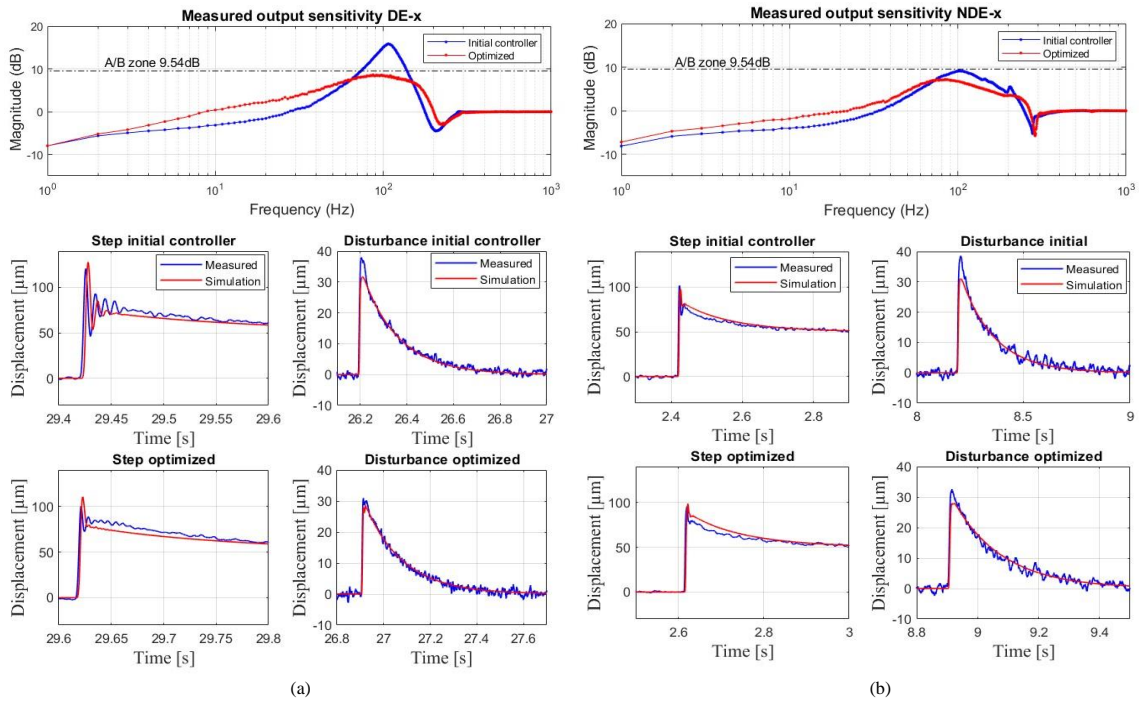 Measured output sensitivity DE-x
Magnitude (dB)
20
10
0
-10
A/B zone 9.54dB
Initial controller
Optimized
10^0
10^1
10^2
10^3
Frequency (Hz)
Step initial controller
Displacement [µm]
100
50
0
Measured
Simulation
29.4
29.45
29.5
29.55
29.6
Time [s]
Disturbance initial controller
Displacement [µm]
40
30
20
10
0
-10
Measured
Simulation
26.2
26.4
26.6
26.8
27
Time [s]
Step optimized
Displacement [µm]
100
50
0
29.6
29.65
29.7
29.75
29.8
Time [s]
Disturbance optimized
Displacement [µm]
40
30
20
10
0
-10
26.8
27
27.2
27.4
27.6
Time [s]
(a)
Measured output sensitivity NDE-x
Magnitude (dB)
20
10
0
-10
A/B zone 9.54dB
Initial controller
Optimized
10^0
10^1
10^2
10^3
Frequency (Hz)
Step initial controller
Displacement [µm]
100
50
0
Measured
Simulation
2.4
2.6
2.8
Time [s]
Disturbance initial
Displacement [µm]
40
30
20
10
0
-10
Measured
Simulation
8
8.5
9
Time [s]
Step optimized
Displacement [µm]
100
50
0
2.6
2.8
3
Time [s]
Disturbance optimized
Displacement [µm]
40
30
20
10
0
-10
8.8
9
9.2
9.4
Time [s]
(b)